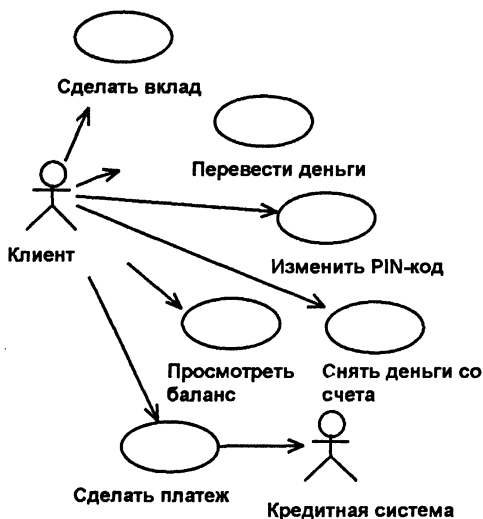 Сделать вклад
Перевести деньги
Клиент
Изменить PIN-код
Просмотреть
баланс
Снять деньги со
счета
Сделать платеж
Кредитная система